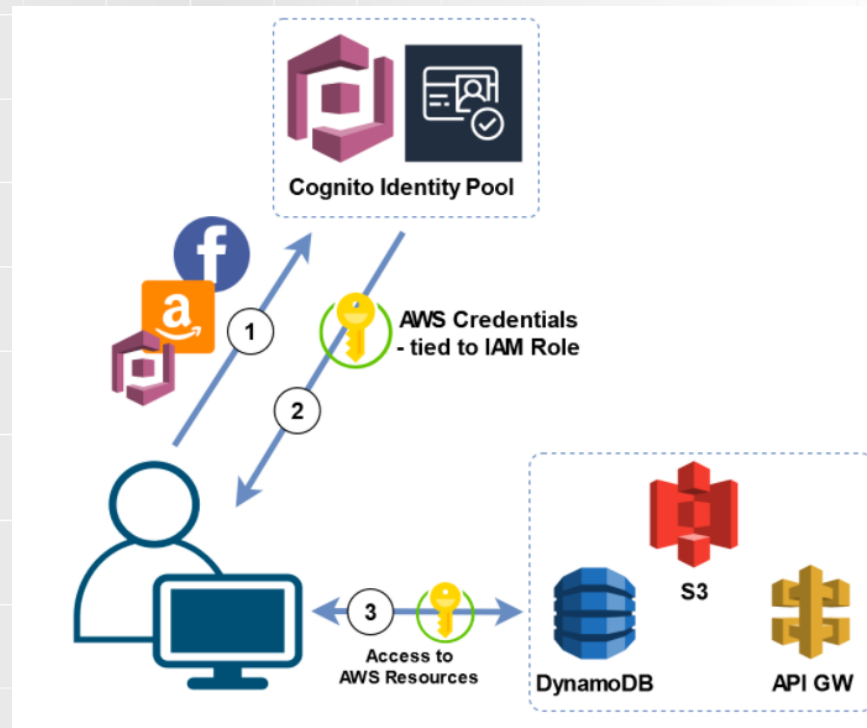 Cognito Identity Pool
f
a
1
AWS Credentials
- tied to IAM Role
2
S3
3
Access to
AWS Resources
DynamoDB
API GW